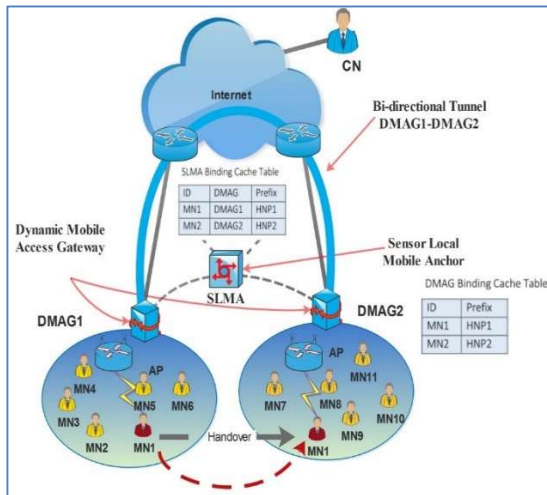 CN
Internet
Bi-directional Tunnel
DMAG1-DMAG2
SLMA Binding Cache Table
ID DMAG Prefix
MN1 DMAG1 HNP1
MN2 DMAG2 HNP2
Dynamic Mobile
Access Gateway
Sensor Local
Mobile Anchor
SLMA
DMAG Binding Cache Table
ID Prefix
MN1 HNP1
MN2 HNP2
DMAG1
DMAG2
AP
MN4
MN5
MN6
MN3
MN2
MN1
Handover
AP
MN11
MN7
MN8
MN10
MN9
MN1